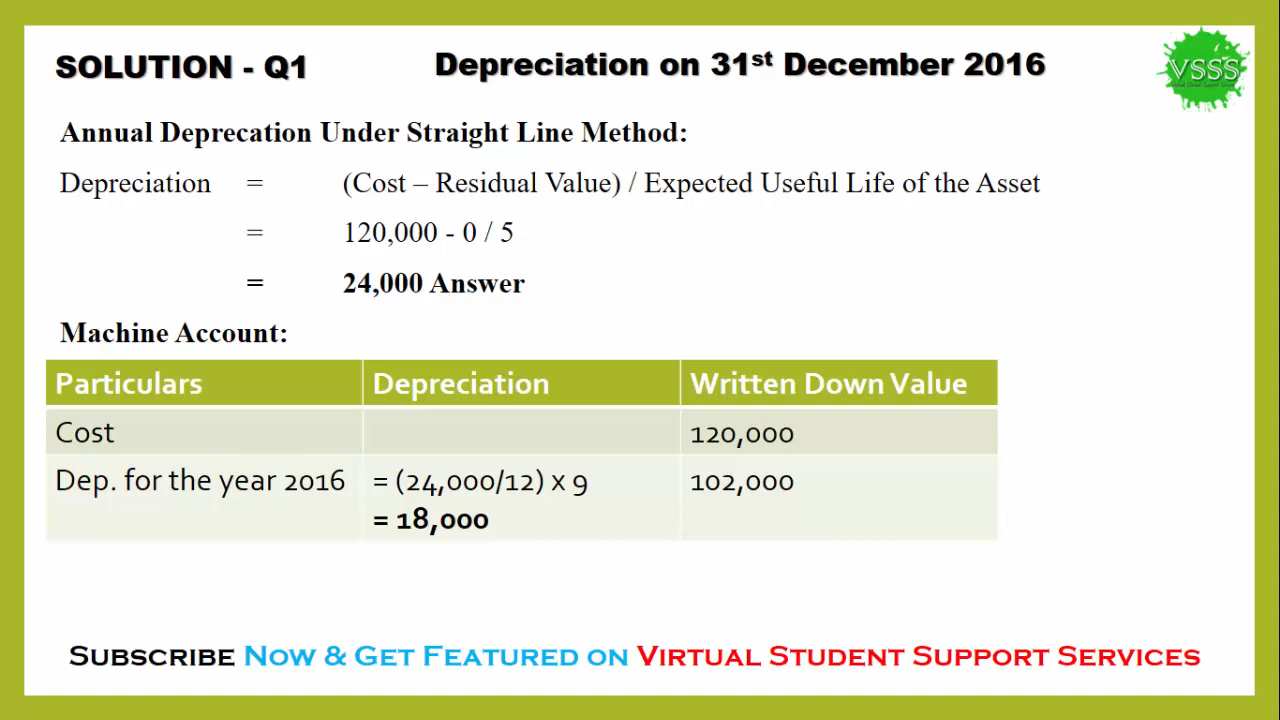 SOLUTION - Q1
Depreciation on 31st December 2016
VSSS
Annual Deprecation Under Straight Line Method:
Depreciation = (Cost – Residual Value) / Expected Useful Life of the Asset
= 120,000 - 0 / 5
= 24,000 Answer
Machine Account:
Particulars Depreciation Written Down Value
Cost 120,000
Dep. for the year 2016 = (24,000/12) x 9 102,000
= 18,000
Subscribe Now & Get Featured on Virtual Student Support Services